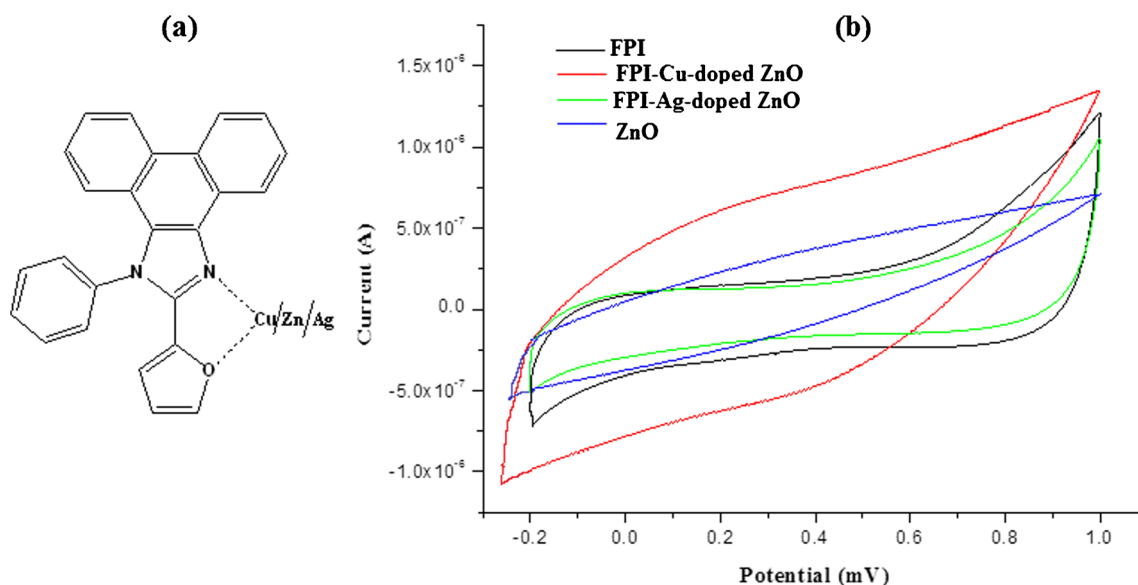 (a)
N
N
Cu/Zn/Ag
O
(b)
FPI
FPI-Cu-doped ZnO
FPI-Ag-doped ZnO
ZnO
Current (A)
1.5x10⁻⁶
1.0x10⁻⁶
5.0x10⁻⁷
0.0
-5.0x10⁻⁷
-1.0x10⁻⁶
-0.2 0.0 0.2 0.4 0.6 0.8 1.0
Potential (mV)